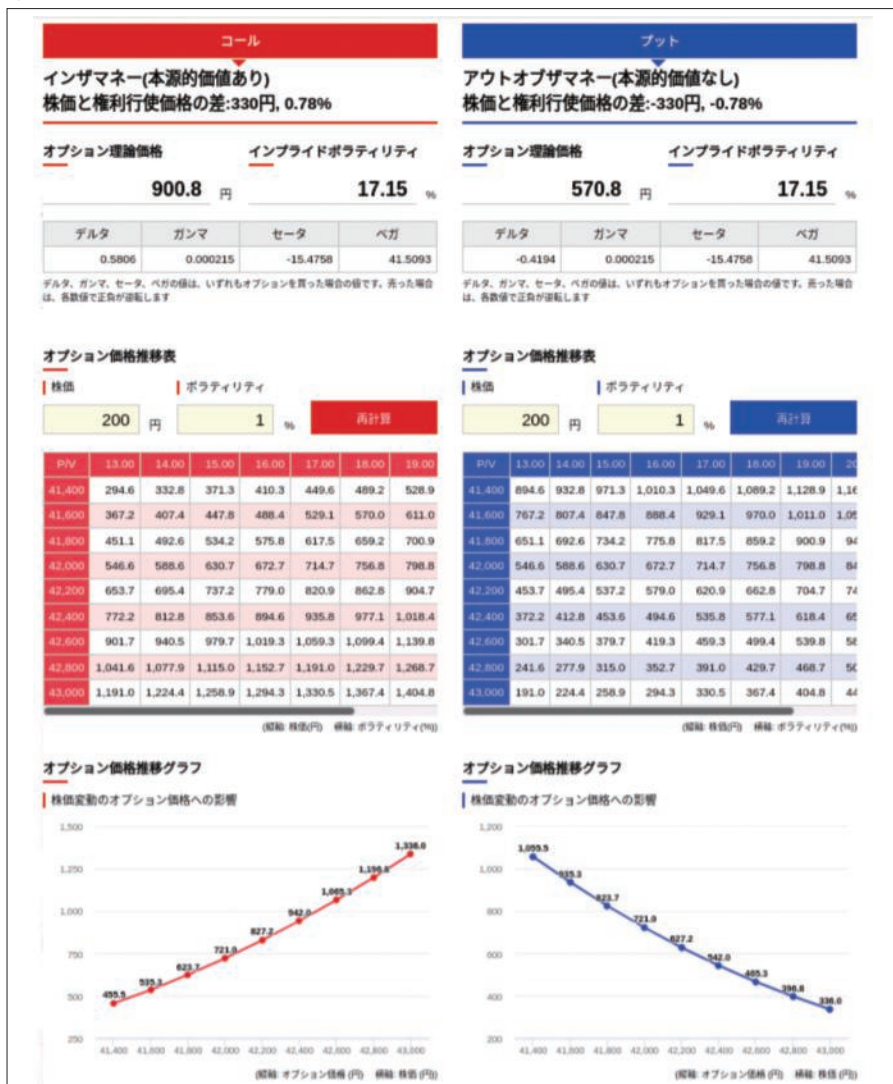 コール
インザマネー(本源的価値あり)
株価と権利行使価格の差:330円, 0.78%
オプション理論価格 インプライドボラティリティ
900.8 円 17.15 %
デルタ ガンマ セータ ベガ
0.5806 0.000215 -15.4758 41.5093
デルタ、ガンマ、セータ、ベガの値は、いずれもオプションを買った場合の値です。売った場合
は、各数値で正負が逆転します
オプション価格推移表
株価 ボラティリティ
200 円 1 % 再計算
P/V 13.00 14.00 15.00 16.00 17.00 18.00 19.00
41,400 294.6 332.8 371.3 410.3 449.6 489.2 528.9
41,600 367.2 407.4 447.8 488.4 529.1 570.0 611.0
41,800 451.1 492.6 534.2 575.8 617.5 659.2 700.9
42,000 546.6 588.6 630.7 672.7 714.7 756.8 798.8
42,200 653.7 695.4 737.2 779.0 820.9 862.8 904.7
42,400 772.2 812.8 853.6 894.6 935.8 977.1 1,018.4
42,600 901.7 940.5 979.7 1,019.3 1,059.3 1,099.4 1,139.8
42,800 1,041.6 1,077.9 1,115.0 1,152.7 1,191.0 1,229.7 1,268.7
43,000 1,191.0 1,224.4 1,258.9 1,294.3 1,330.5 1,367.4 1,404.8
(縦軸: 株価(円) 横軸: ボラティリティ(%))
オプション価格推移グラフ
株価変動のオプション価格への影響
1,500
1,250
1,000
750
500
250
455.5 535.3 623.7 721.9 827.2 942.0 1,065.3 1,196.8 1,336.0
41,400 41,600 41,800 42,000 42,200 42,400 42,600 42,800 43,000
(縦軸: オプション価格 (円) 横軸: 株価 (円))
プット
アウトオブザマネー(本源的価値なし)
株価と権利行使価格の差:-330円, -0.78%
オプション理論価格 インプライドボラティリティ
570.8 円 17.15 %
デルタ ガンマ セータ ベガ
-0.4194 0.000215 -15.4758 41.5093
デルタ、ガンマ、セータ、ベガの値は、いずれもオプションを買った場合の値です。売った場合
は、各数値で正負が逆転します
オプション価格推移表
株価 ボラティリティ
200 円 1 % 再計算
P/V 13.00 14.00 15.00 16.00 17.00 18.00 19.00
41,400 894.6 932.8 971.3 1,010.3 1,049.6 1,089.2 1,128.9
41,600 767.2 807.4 847.8 888.4 929.1 970.0 1,011.0
41,800 651.1 692.6 734.2 775.8 817.5 859.2 900.9
42,000 546.6 588.6 630.7 672.7 714.7 756.8 798.8
42,200 453.7 495.4 537.2 579.0 620.9 662.8 704.7
42,400 372.2 412.8 453.6 494.6 535.8 577.1 618.4
42,600 301.7 340.5 379.7 419.3 459.3 499.4 539.8
42,800 241.6 277.9 315.0 352.7 391.0 429.7 468.7
43,000 191.0 224.4 258.9 294.3 330.5 367.4 404.8
(縦軸: 株価(円) 横軸: ボラティリティ(%))
オプション価格推移グラフ
株価変動のオプション価格への影響
1,200
1,000
800
600
400
200
1,055.5 935.3 823.7 721.9 627.2 542.0 465.3 396.8 336.0
41,400 41,600 41,800 42,000 42,200 42,400 42,600 42,800 43,000
(縦軸: オプション価格 (円) 横軸: 株価 (円))